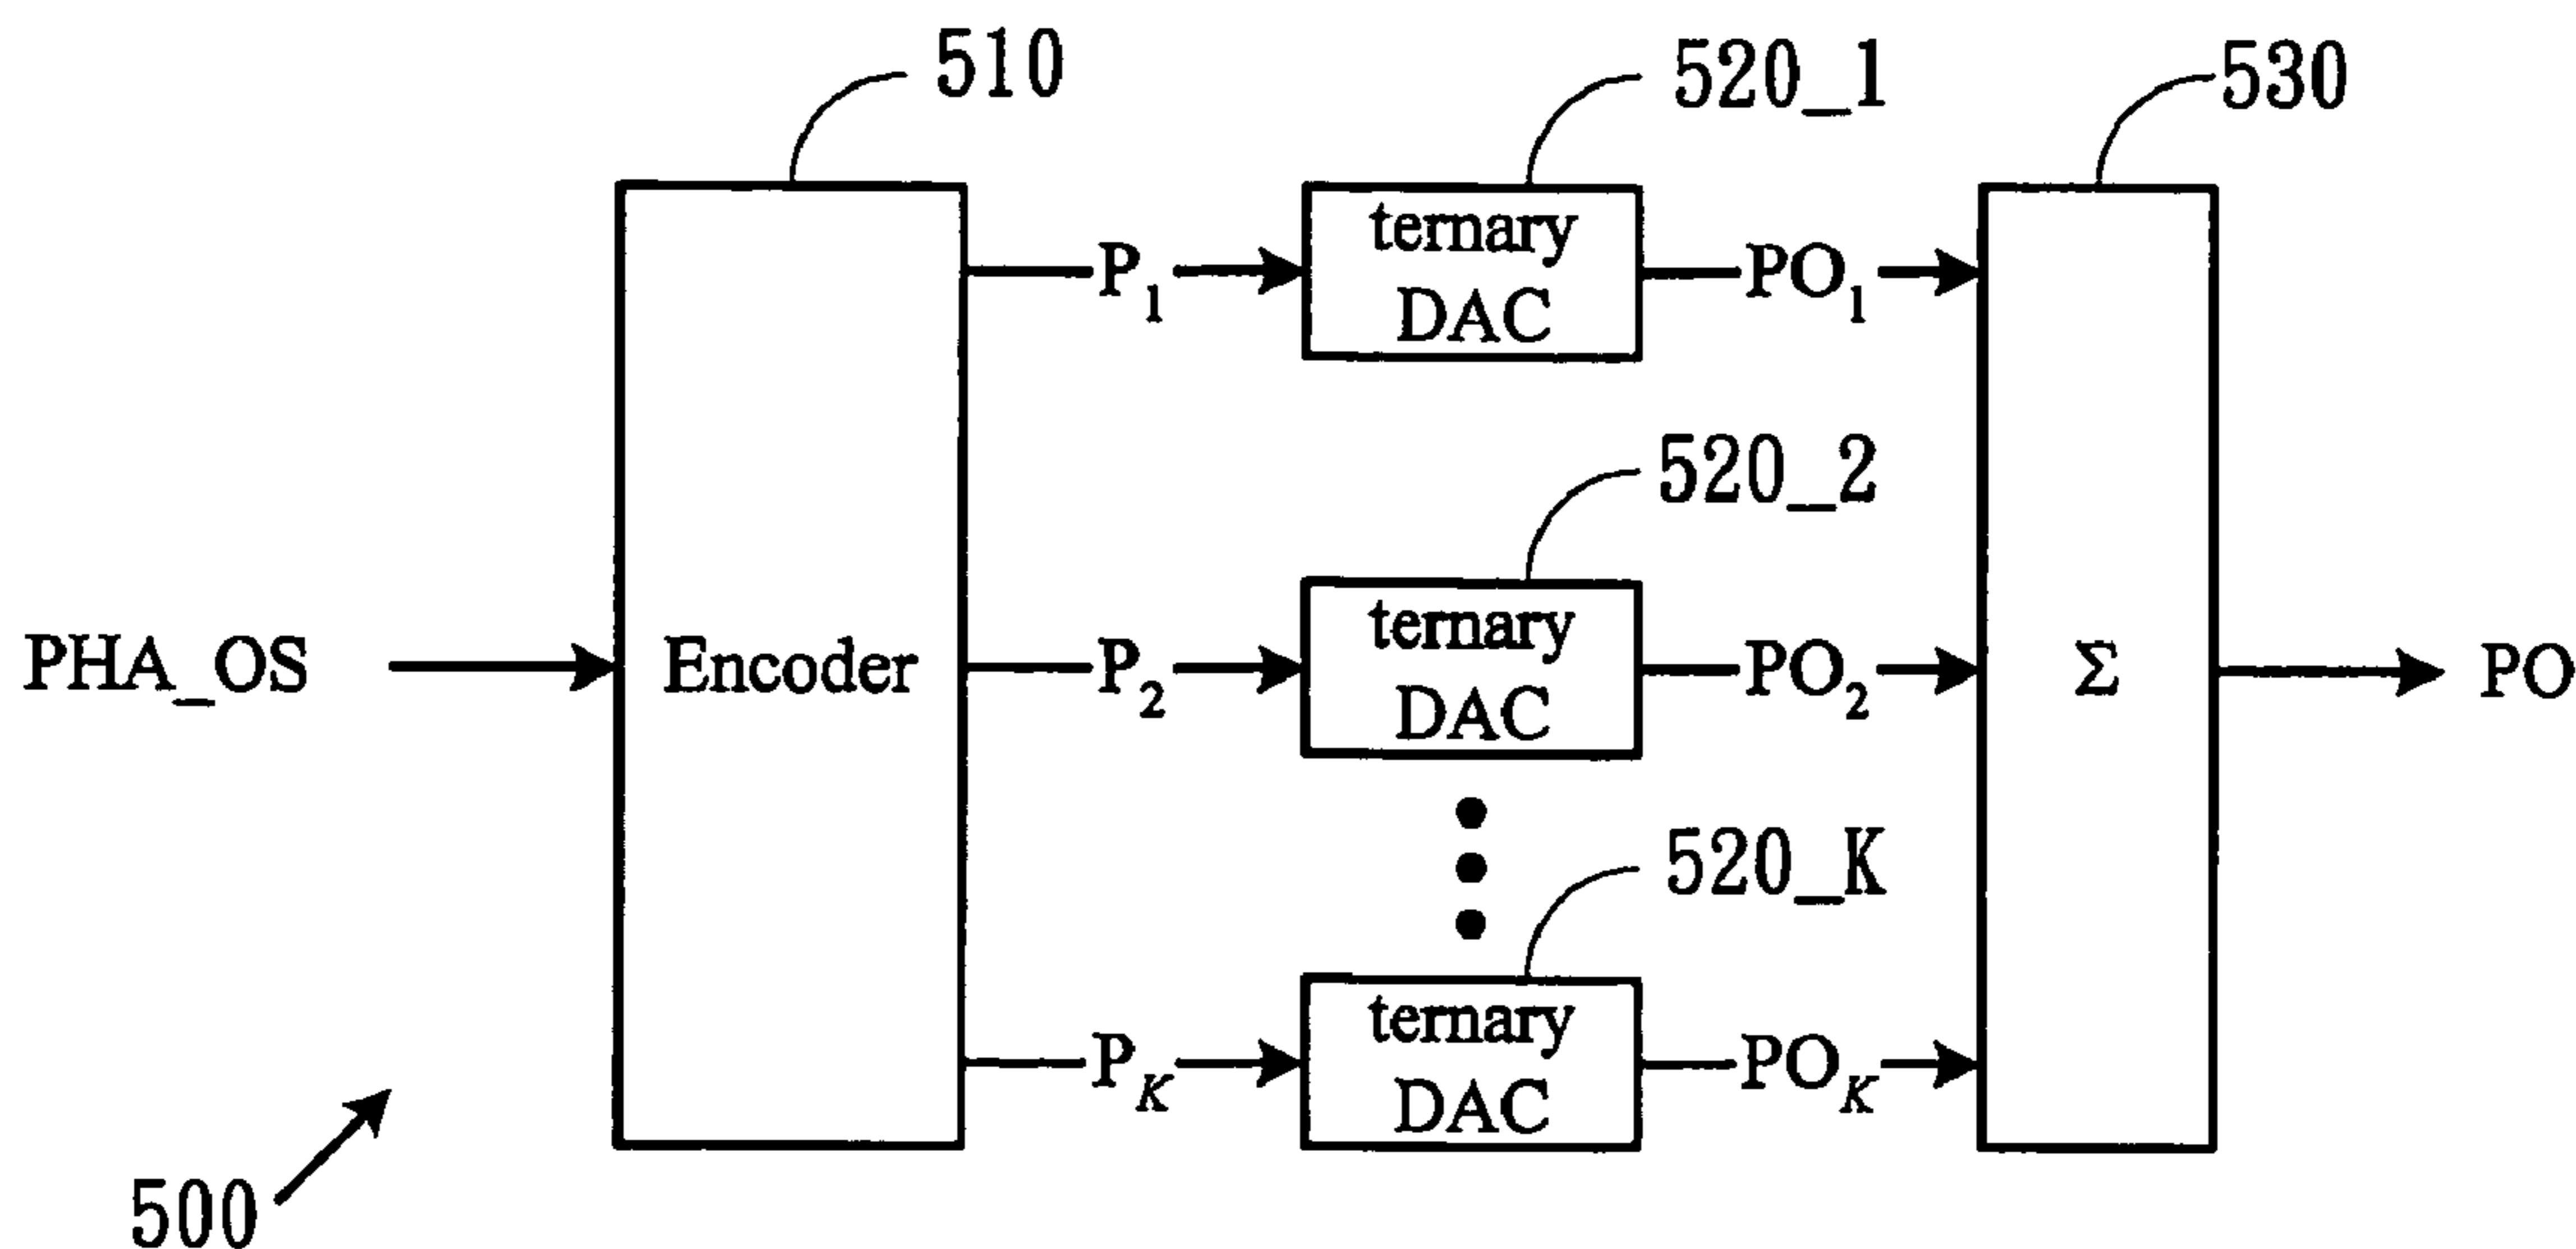 510
520_1
530
ternary
DAC
P1
PO1
520_2
PHA_OS
Encoder
P2
ternary
DAC
PO2
Σ
PO
520_K
ternary
DAC
PK
POK
500